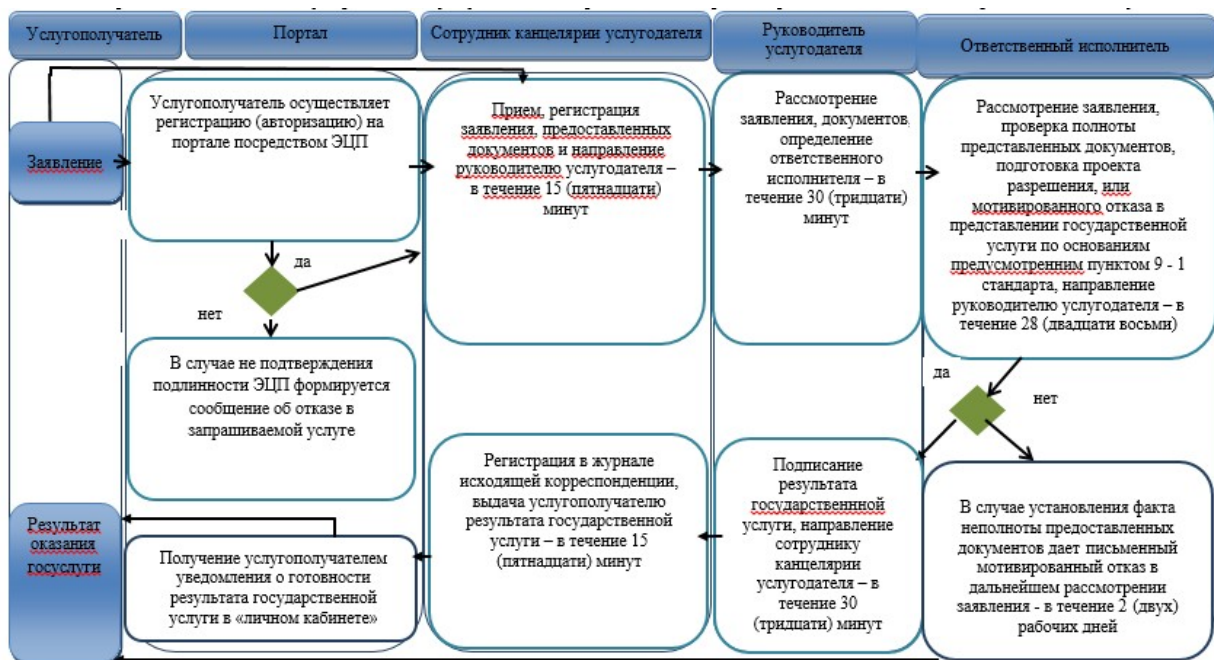 Услугополучатель
Портал
Сотрудник канцелярии услугодателя
Руководитель
услугодателя
Ответственный исполнитель
Заявление
Услугополучатель осуществляет
регистрацию (авторизацию) на
портале посредством ЭЦП
да
нет
В случае не подтверждения
подлинности ЭЦП формируется
сообщение об отказе в
запрашиваемой услуге
Прием, регистрация
заявления, предоставленных
документов и направление
руководителю услугодателя –
в течение 15 (пятнадцати)
минут
Рассмотрение
заявления, документов,
определение
ответственного
исполнителя – в
течение 30 (тридцати)
минут
Рассмотрение заявления,
проверка полноты
представленных документов,
подготовка проекта
разрешения, или
мотивированного отказа в
представлении государственной
услуги по основаниям
предусмотренним пунктом 9 - 1
стандарта, направление
руководителю услугодателя – в
течение 28 (двадцати восьми)
да
нет
Результат
оказания
госуслуги
Получение услугополучателем
уведомления о готовности
результата государственной
услуги в «личном кабинете»
Регистрация в журнале
исходящей корреспонденции,
выдача услугополучателю
результата государственной
услуги – в течение 15
(пятнадцати) минут
Подписание
результата
государственнной
услуги, направление
сотруднику
канцелярии
услугодателя – в
течение 30
(тридцати) минут
В случае установления факта
неполноты предоставленных
документов дает письменный
мотивированный отказ в
дальнейшем рассмотрении
заявления - в течение 2 (двух)
рабочих дней